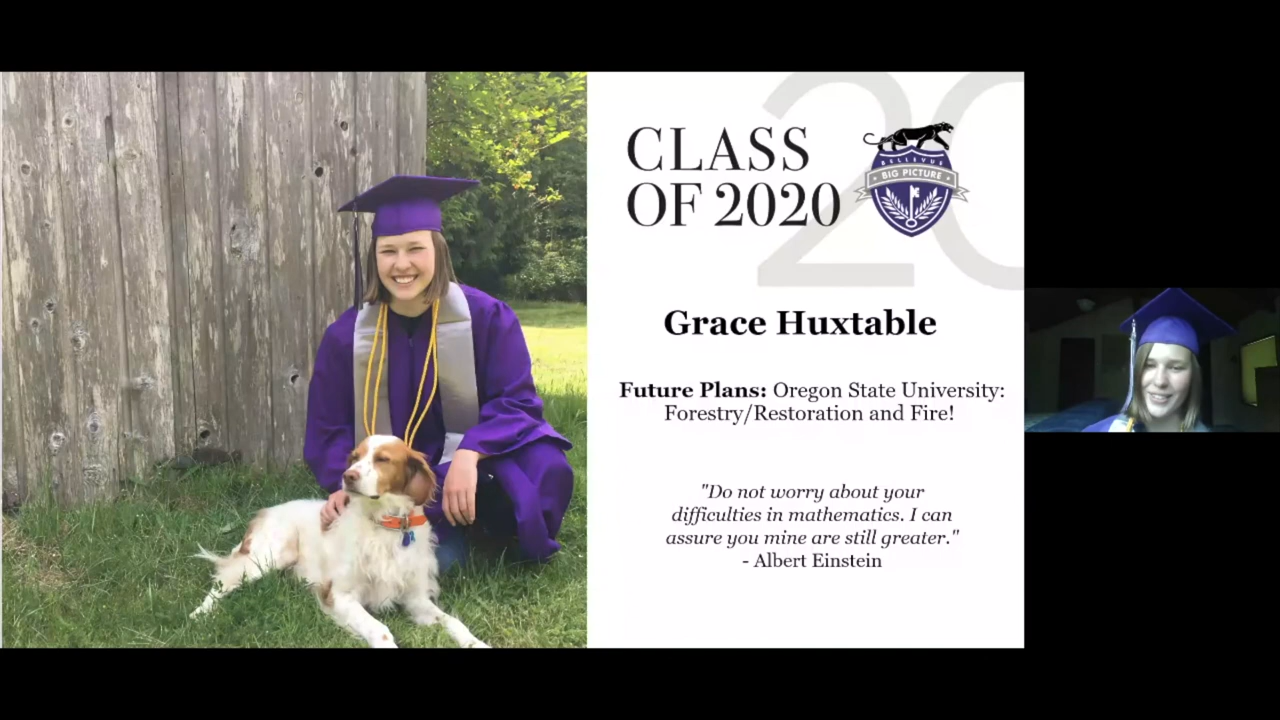 20
CLASS
OF 2020
BELLEVUE
BIG PICTURE
Grace Huxtable
Future Plans: Oregon State University:
Forestry/Restoration and Fire!
"Do not worry about your
difficulties in mathematics. I can
assure you mine are still greater."
- Albert Einstein